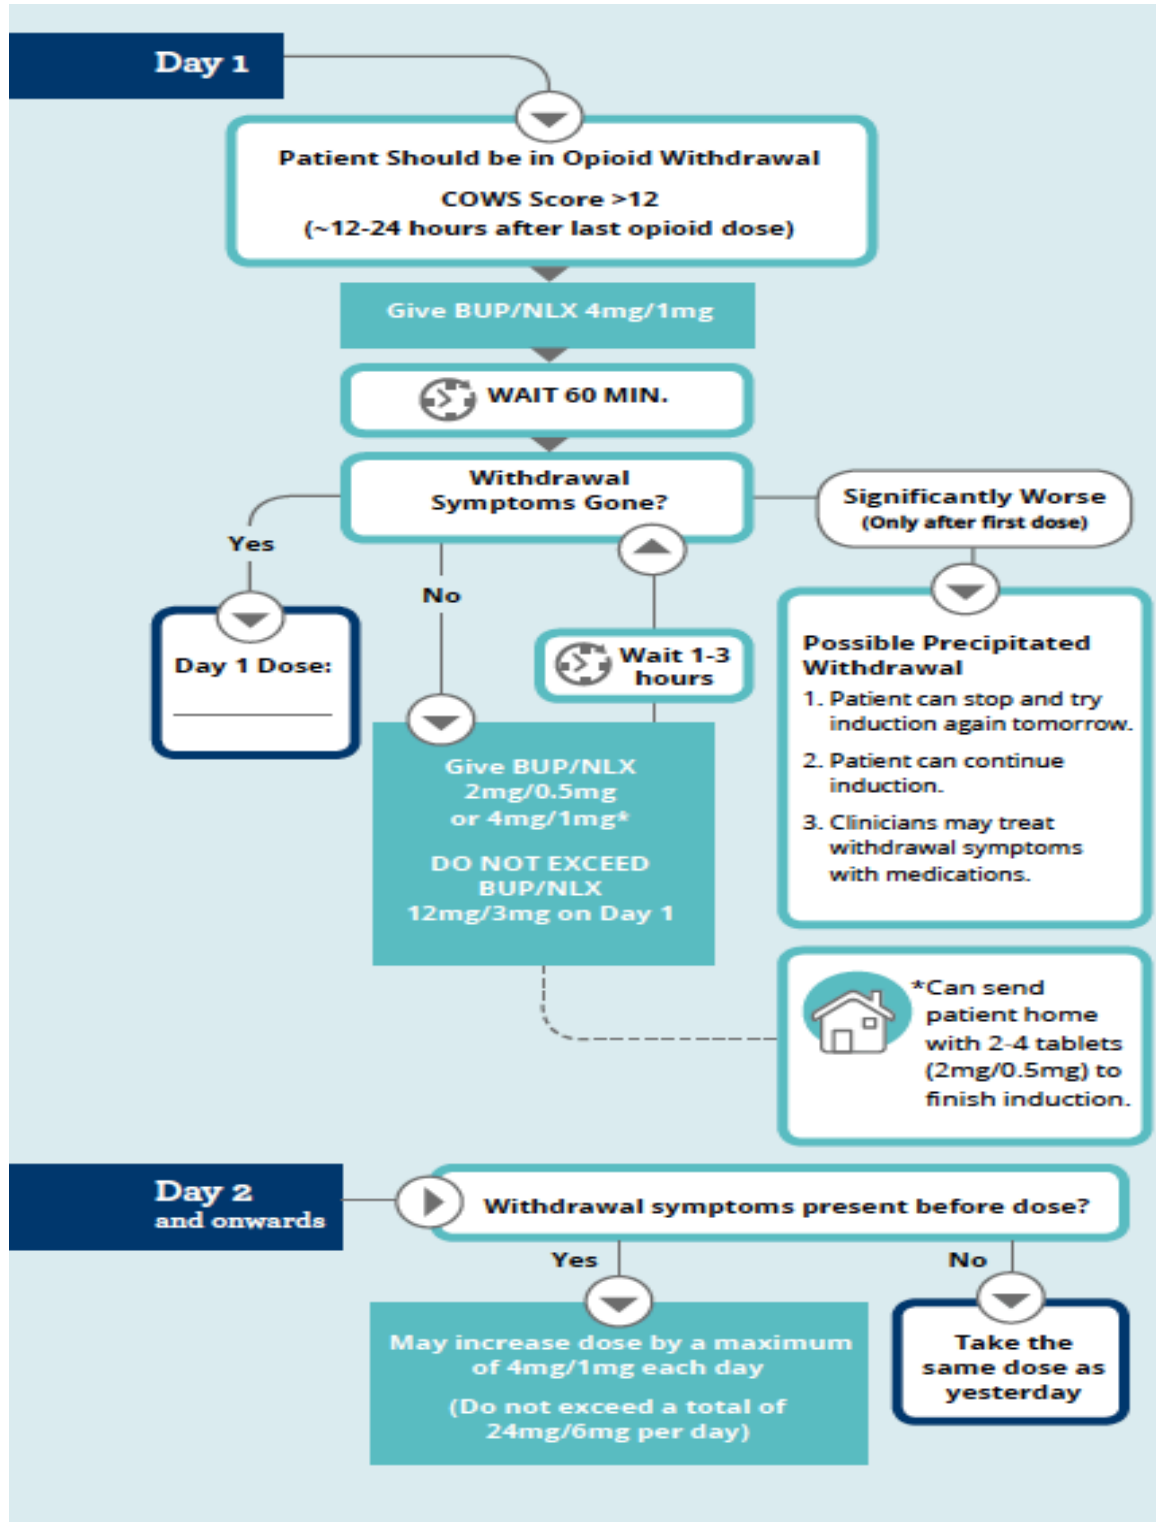 Day 1
Patient Should be in Opioid Withdrawal
COWS Score >12
(~12-24 hours after last opioid dose)
Give BUP/NLX 4mg/1mg
WAIT 60 MIN.
Withdrawal
Symptoms Gone?
Significantly Worse
(Only after first dose)
Yes
No
Day 1 Dose:
Wait 1-3
hours
Give BUP/NLX
2mg/0.5mg
or 4mg/1mg*
DO NOT EXCEED
BUP/NLX
12mg/3mg on Day 1
Possible Precipitated
Withdrawal
1. Patient can stop and try
induction again tomorrow.
2. Patient can continue
induction.
3. Clinicians may treat
withdrawal symptoms
with medications.
*Can send
patient home
with 2-4 tablets
(2mg/0.5mg) to
finish induction.
Day 2
and onwards
Withdrawal symptoms present before dose?
Yes
No
May increase dose by a maximum
of 4mg/1mg each day
(Do not exceed a total of
24mg/6mg per day)
Take the
same dose as
yesterday